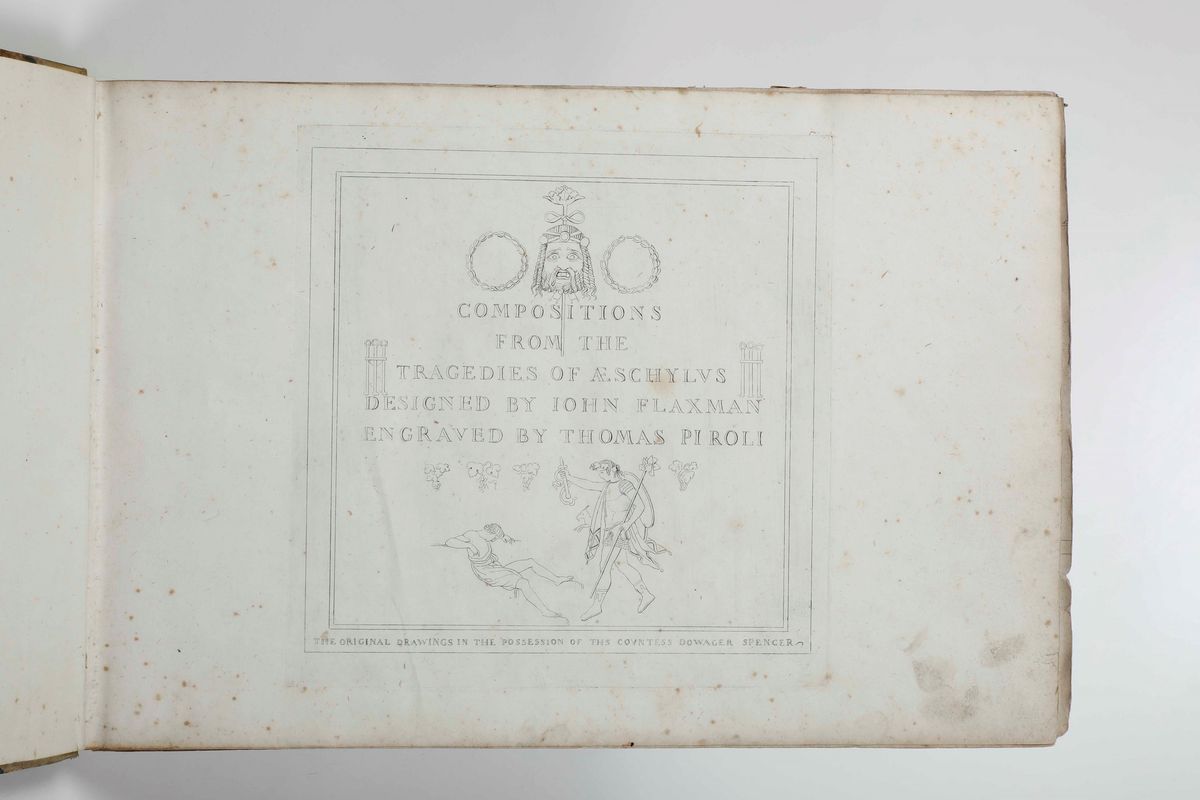 COMPOSITIONS
FROM THE
TRAGEDIES OF ÆSCHYLVS
DESIGNED BY IOHN FLAXMAN
ENGRAVED BY THOMAS PIROLI
THE ORIGINAL DRAWINGS IN THE POSSESSION OF THS COVNTESS DOWAGER SPENCER